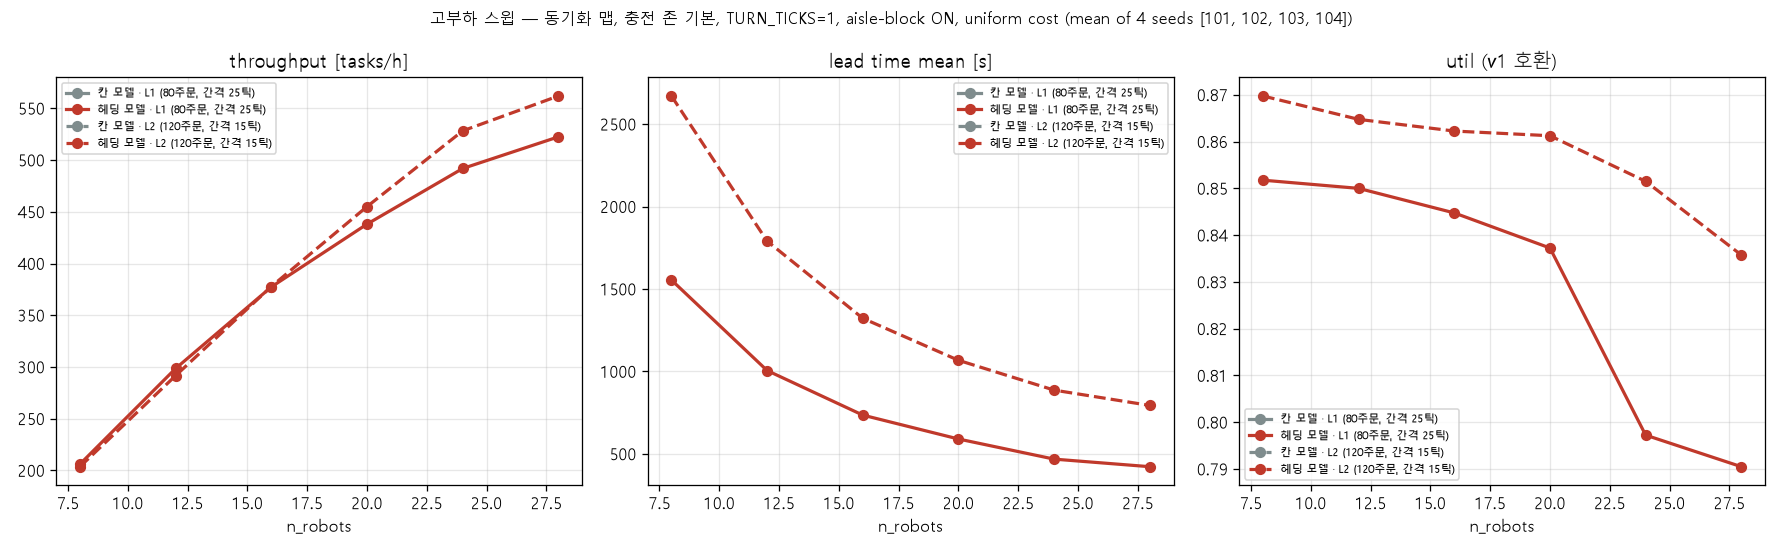 고부하 스윕 — 동기화 맵, 충전 존 기본, TURN_TICKS=1, aisle-block ON, uniform cost (mean of 4 seeds [101, 102, 103, 104])
throughput [tasks/h]
칸 모델 · L1 (80주문, 간격 25틱)
헤딩 모델 · L1 (80주문, 간격 25틱)
칸 모델 · L2 (120주문, 간격 15틱)
헤딩 모델 · L2 (120주문, 간격 15틱)
550
500
450
400
350
300
250
200
7.5 10.0 12.5 15.0 17.5 20.0 22.5 25.0 27.5
n_robots
lead time mean [s]
칸 모델 · L1 (80주문, 간격 25틱)
헤딩 모델 · L1 (80주문, 간격 25틱)
칸 모델 · L2 (120주문, 간격 15틱)
헤딩 모델 · L2 (120주문, 간격 15틱)
2500
2000
1500
1000
500
7.5 10.0 12.5 15.0 17.5 20.0 22.5 25.0 27.5
n_robots
util (v1 호환)
0.87
0.86
0.85
0.84
0.83
0.82
0.81
0.80
0.79
칸 모델 · L1 (80주문, 간격 25틱)
헤딩 모델 · L1 (80주문, 간격 25틱)
칸 모델 · L2 (120주문, 간격 15틱)
헤딩 모델 · L2 (120주문, 간격 15틱)
7.5 10.0 12.5 15.0 17.5 20.0 22.5 25.0 27.5
n_robots